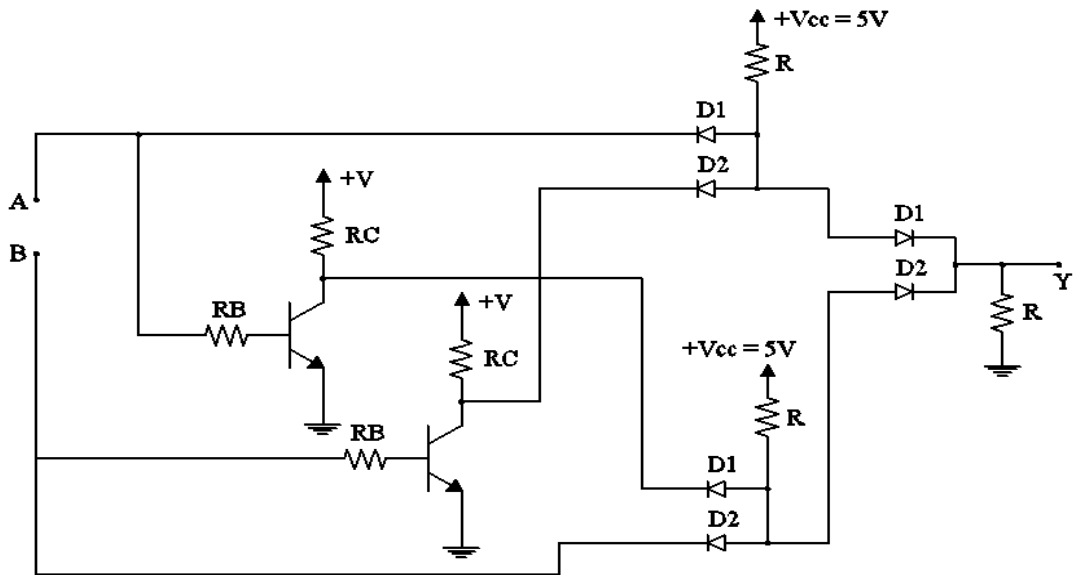 +Vcc = 5V
R
D1
D2
A
+V
D1
RC
B
D2
Y
+V
RB
R
RC
+Vcc = 5V
R
RB
D1
D2